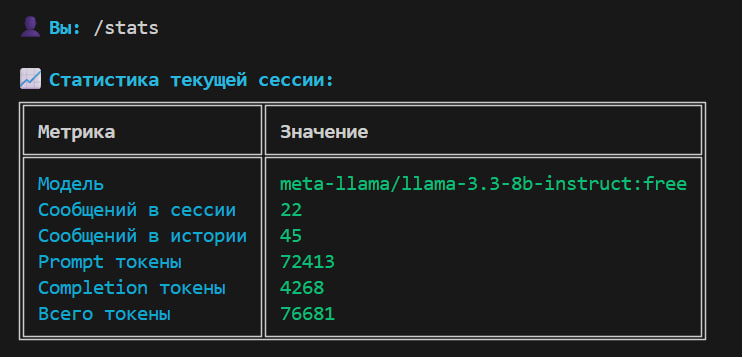 Вы: /stats
Статистика текущей сессии:
Метрика Значение
Модель meta-llama/llama-3.3-8b-instruct:free
Сообщений в сессии 22
Сообщений в истории 45
Prompt токены 72413
Completion токены 4268
Всего токены 76681